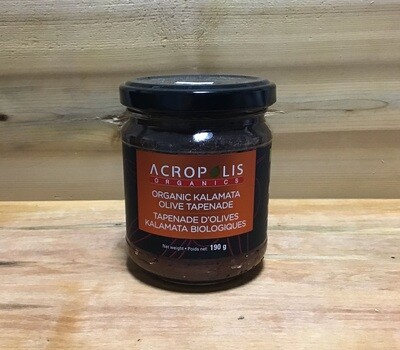 ACROPOLIS
ORGANICS
ORGANIC KALAMATA
OLIVE TAPENADE
TAPENADE D'OLIVES
KALAMATA BIOLOGIQUES
Net weight • Poids net: 190 g